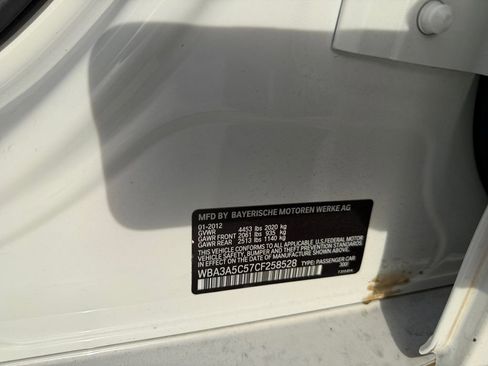 MFD BY BAYERISCHE MOTOREN WERKE AG
01-2012
GVWR 4453 lbs 2020 kg
GAWR FRONT 2061 lbs 935 kg
GAWR REAR 2513 lbs 1140 kg
THIS VEHICLE CONFORMS TO ALL APPLICABLE U.S.FEDERAL MOTOR
VEHICLE SAFETY, BUMPER AND THEFT PREVENTION STANDARDS
IN EFFECT ON THE DATE OF MANUFACTURE SHOWN ABOVE.
WBA3A5C57CF258528 TYPE: PASSENGER CAR